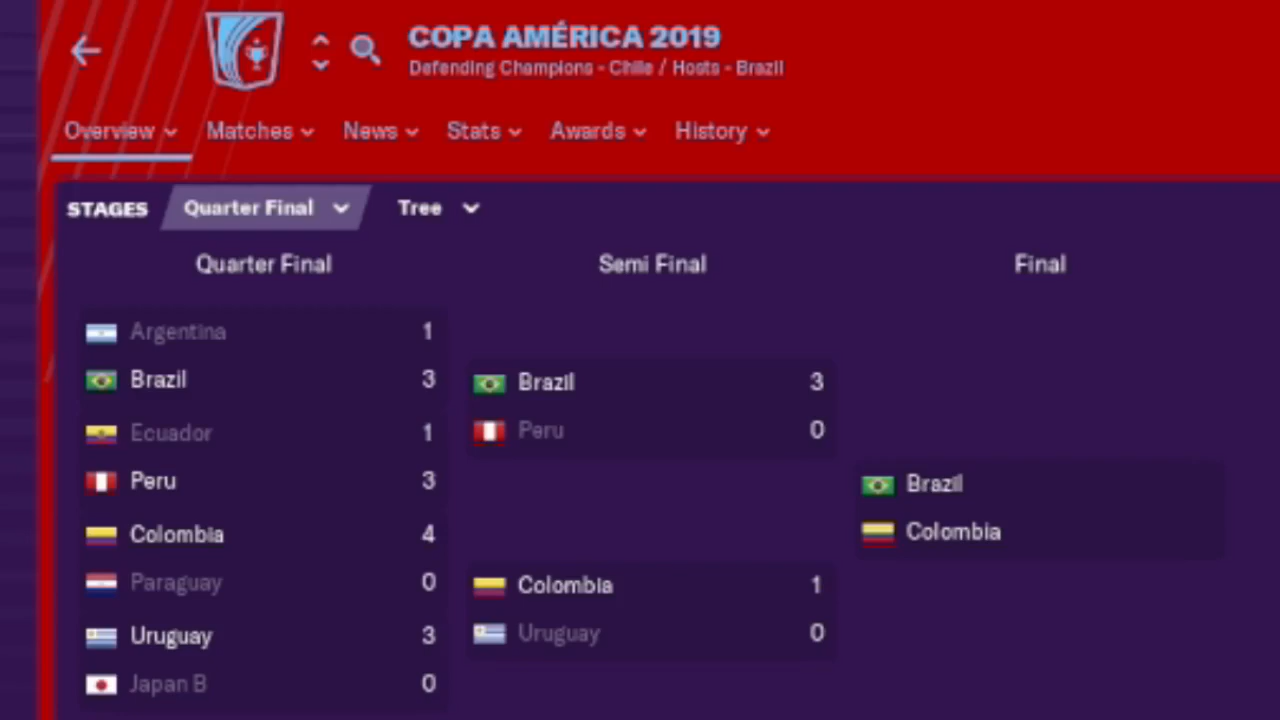 COPA AMÉRICA 2019
Defending Champions - Chile / Hosts - Brazil
Overview Matches News Stats Awards History
STAGES Quarter Final Tree
Quarter Final Semi Final Final
Argentina 1
Brazil 3
Ecuador 1
Peru 3
Colombia 4
Paraguay 0
Uruguay 3
Japan B 0
Brazil 3
Peru 0
Colombia 1
Uruguay 0
Brazil
Colombia